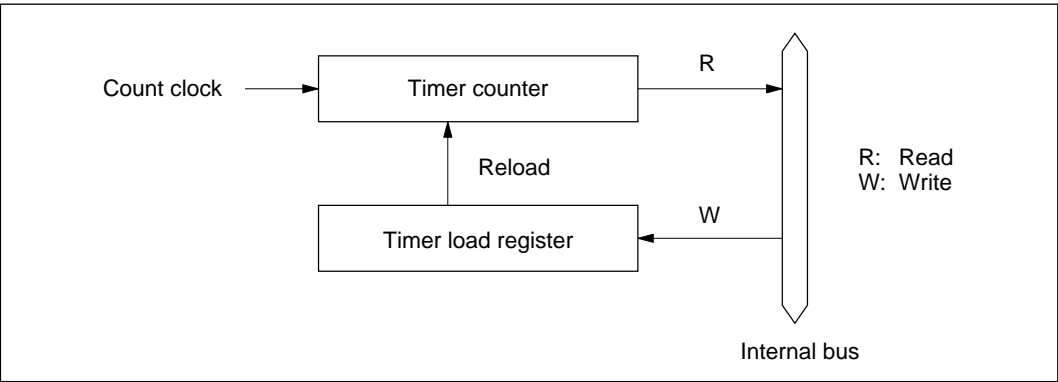 R
Count clock
Timer counter
R: Read
W: Write
Reload
W
Timer load register
Internal bus